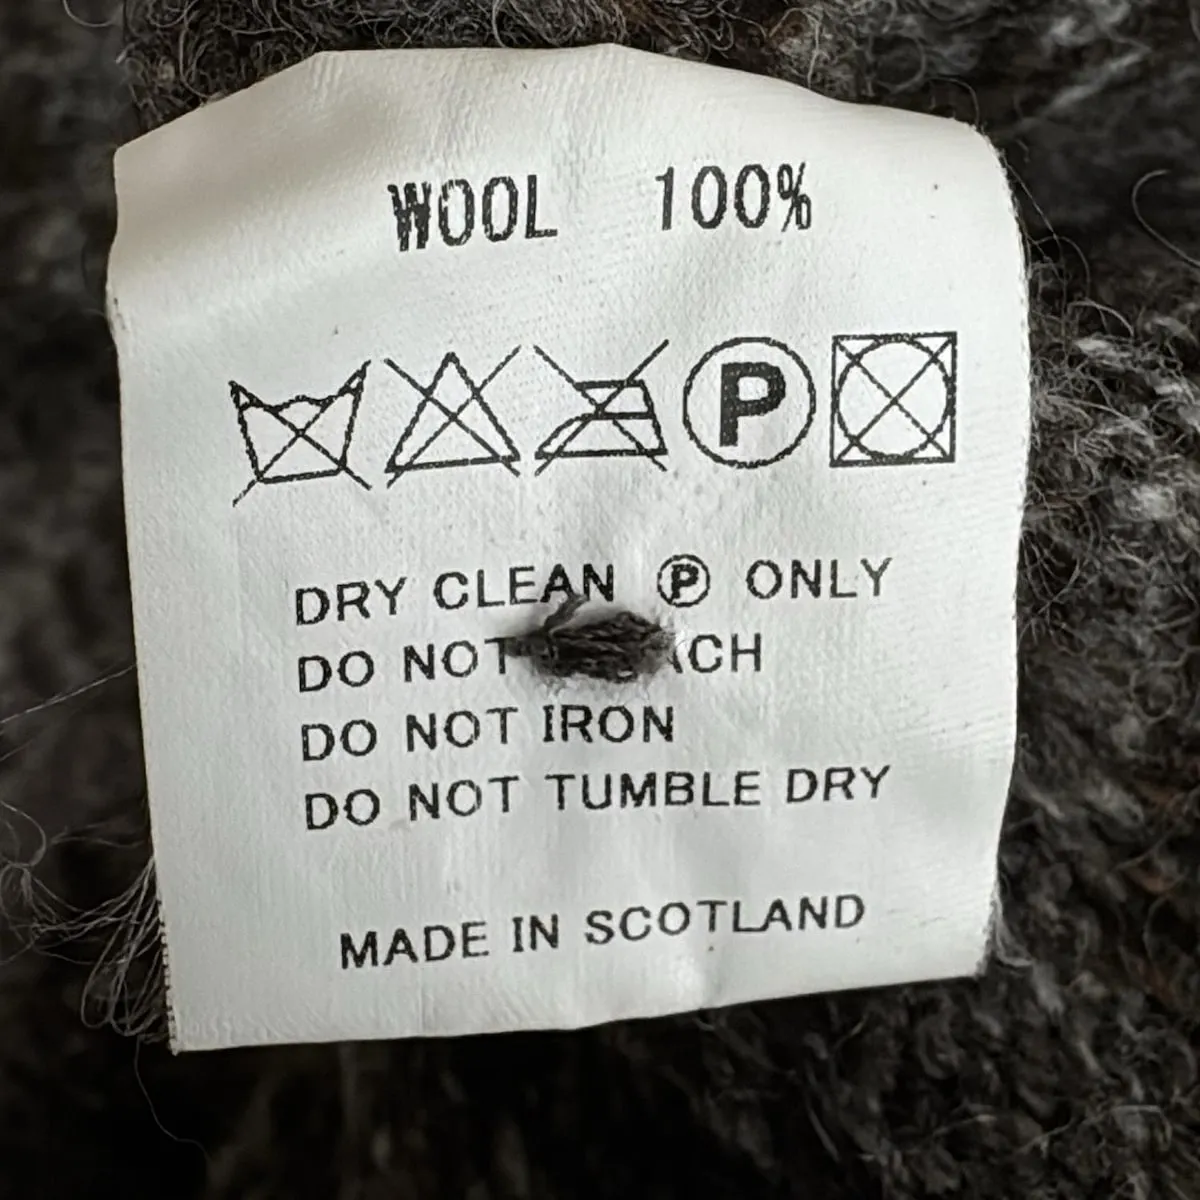 WOOL 100%
P
DRY CLEAN Ⓟ ONLY
DO NOT
DO NOT IRON
DO NOT TUMBLE DRY
MADE IN SCOTLAND